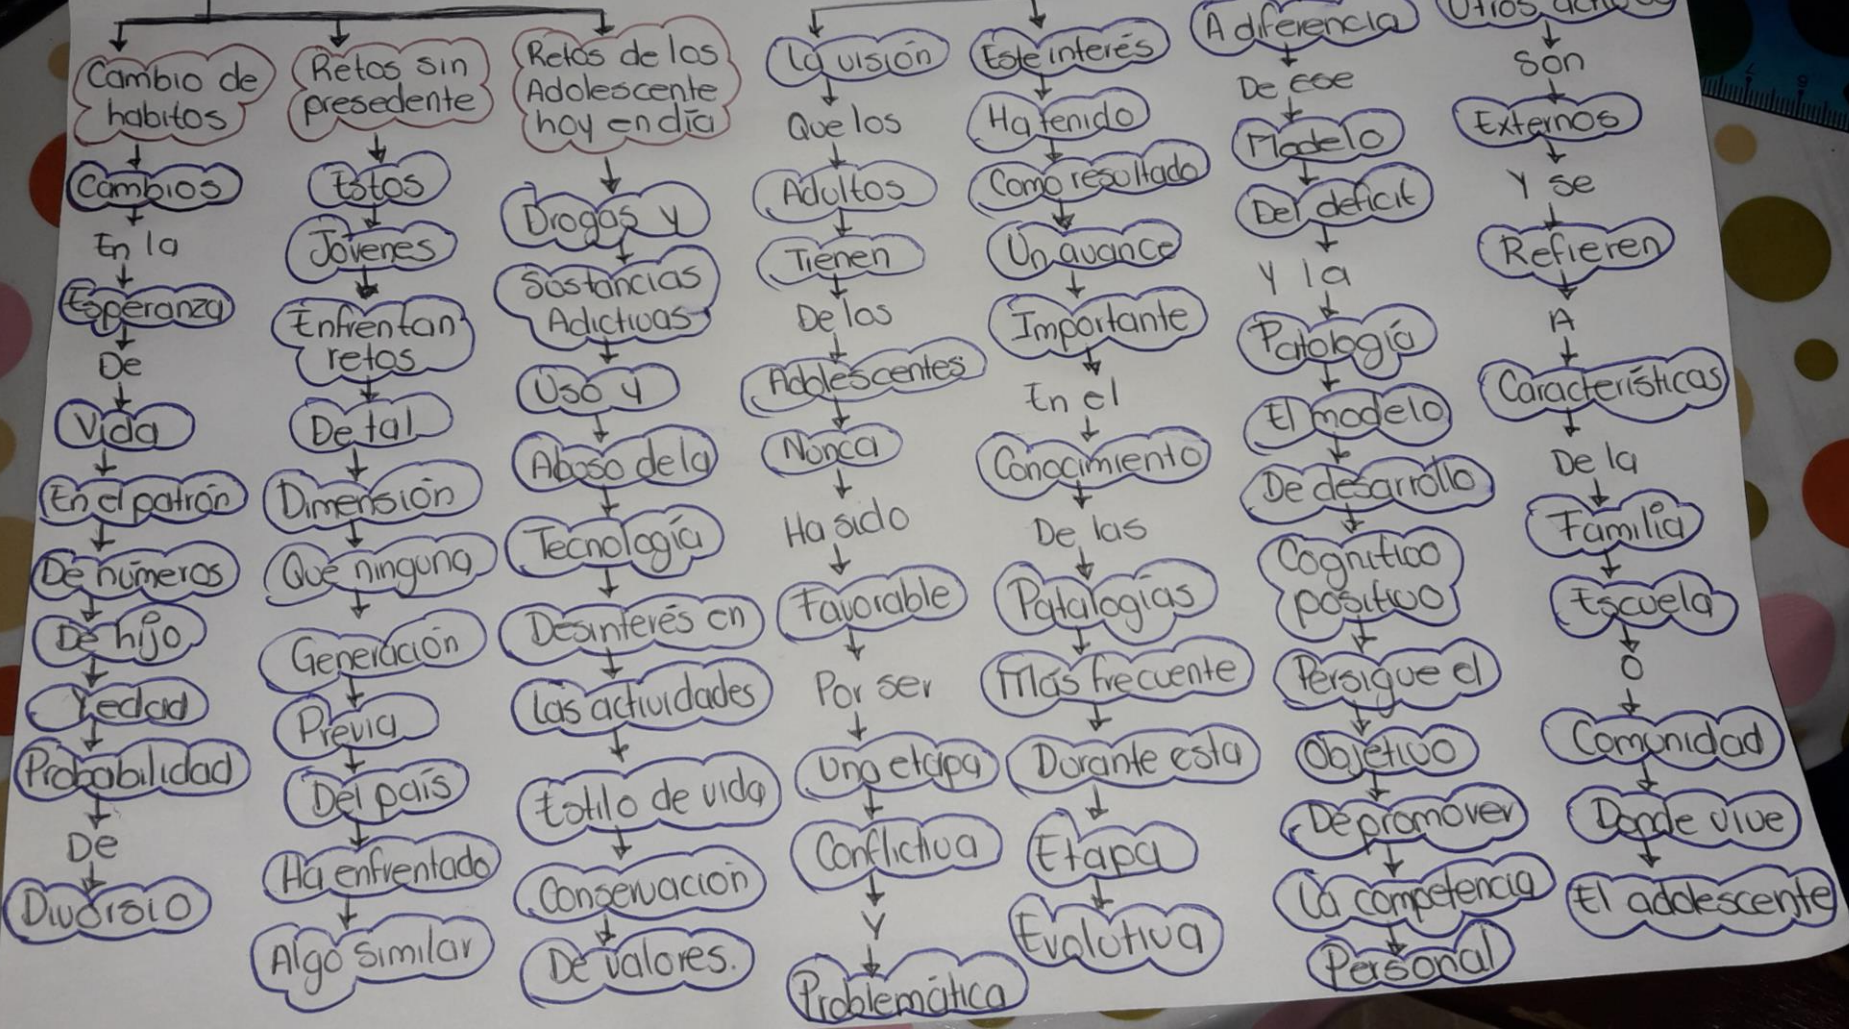 Cambio de
habitos
Cambios
En la
Esperanza
De
Vida
En el patrón
De números
De hijo
Y edad
Probabilidad
De
Divorsio
Retos sin
presedente
Estos
Jóvenes
Enfrentan
retos
De tal
Dimensión
Que ninguna
Generación
Previa
Del país
Ha enfrentado
Algo similar
Retos de los
Adolescente
hoy en día
Drogas y
Sustancias
Adictivas
Uso y
Abuso de la
Tecnología
Desinterés en
las actividades
Estilo de vida
Conservación
De valores.
La visión
Que los
Adultos
Tienen
De los
Adolescentes
Nunca
Ha sido
Favorable
Por ser
Una etapa
Conflictiva
Y
Problemática
Este interés
Ha tenido
Como resultado
Un avance
Importante
En el
Conocimiento
De las
Patalogías
Más frecuente
Durante esta
Etapa
Evolutiva
A diferencia
De ese
Modelo
Del deficit
Y la
Patología
El modelo
De desarrollo
Cognitico
positivo
Persigue el
Objetivo
De promover
La competencia
Personal
Son
Externos
Y se
Refieren
A
Características
De la
Familia
Escuela
O
Comunidad
Donde vive
El adolescente